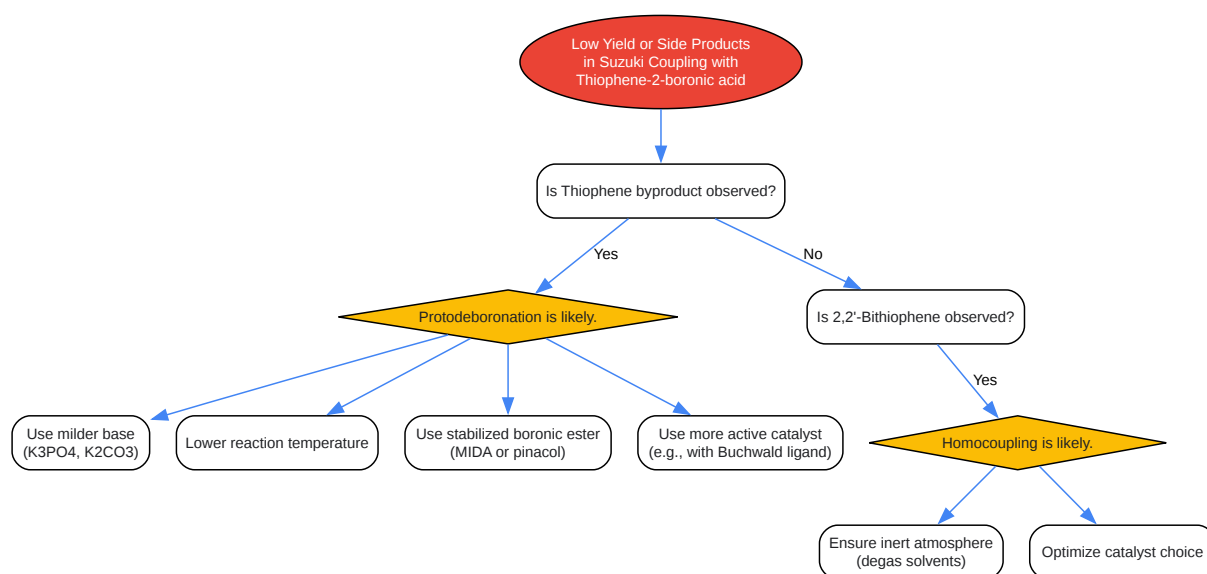 Low Yield or Side Products
in Suzuki Coupling with
Thiophene-2-boronic acid
Is Thiophene byproduct observed?
Yes
No
Protodeboronation is likely.
Is 2,2'-Bithiophene observed?
Yes
Use milder base
(K3PO4, K2CO3)
Lower reaction temperature
Use stabilized boronic ester
(MIDA or pinacol)
Use more active catalyst
(e.g., with Buchwald ligand)
Homocoupling is likely.
Ensure inert atmosphere
(degas solvents)
Optimize catalyst choice